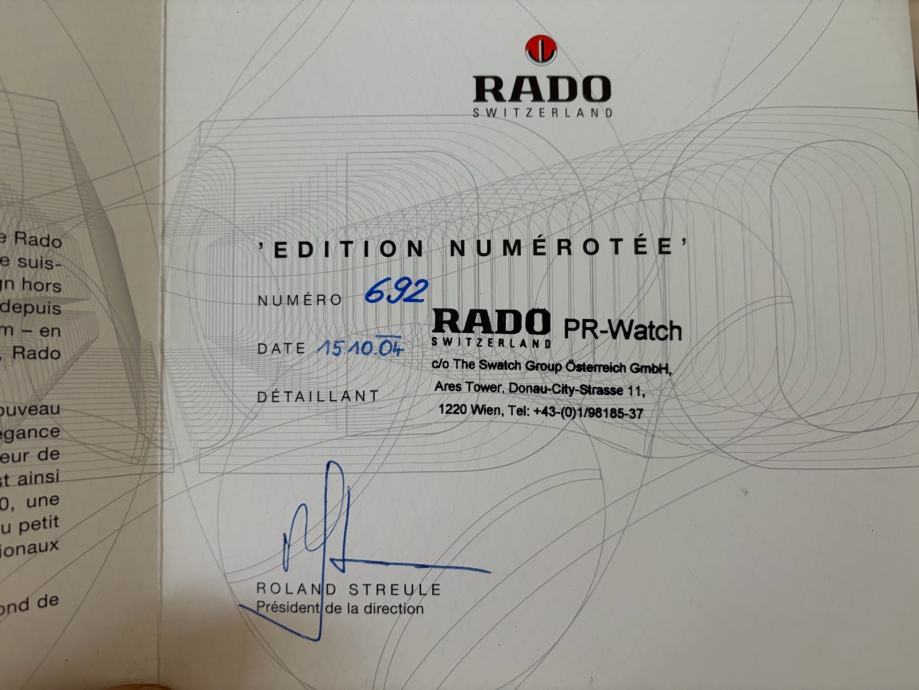 e Rado
e suis-
gn hors
depuis
m – en
, Rado
ouveau
égance
eur de
st ainsi
0, une
u petit
ionaux
ond de
RADO
SWITZERLAND
'EDITION NUMÉROTÉE'
NUMÉRO 692
DATE 15.10.04
DÉTAILLANT
RADO PR-Watch
SWITZERLAND
c/o The Swatch Group Österreich GmbH,
Ares Tower, Donau-City-Strasse 11,
1220 Wien, Tel: +43-(0)1/98185-37
ROLAND STREULE
Président de la direction